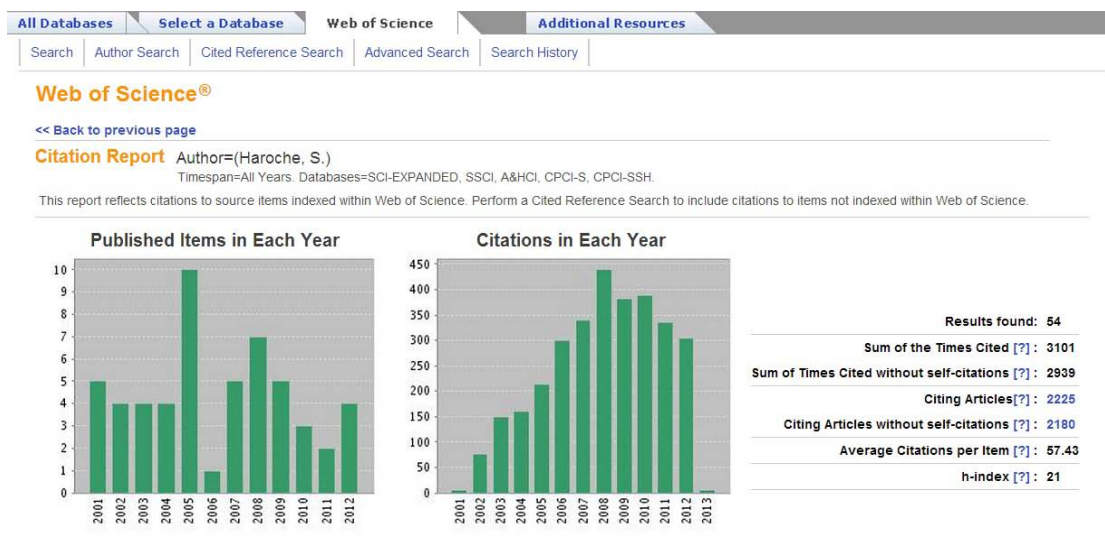 All Databases Select a Database Web of Science Additional Resources
Search Author Search Cited Reference Search Advanced Search Search History
Web of Science®
<< Back to previous page
Citation Report Author=(Haroche, S.)
Timespan=All Years. Databases=SCI-EXPANDED, SSCI, A&HCI, CPCI-S, CPCI-SSH.
This report reflects citations to source items indexed within Web of Science. Perform a Cited Reference Search to include citations to items not indexed within Web of Science.
Published Items in Each Year
10
9
8
7
6
5
4
3
2
1
0
2001 2002 2003 2004 2005 2006 2007 2008 2009 2010 2011 2012
Citations in Each Year
450
400
350
300
250
200
150
100
50
0
2001 2002 2003 2004 2005 2006 2007 2008 2009 2010 2011 2012 2013
Results found: 54
Sum of the Times Cited [?] : 3101
Sum of Times Cited without self-citations [?] : 2939
Citing Articles[?] : 2225
Citing Articles without self-citations [?] : 2180
Average Citations per Item [?] : 57.43
h-index [?] : 21